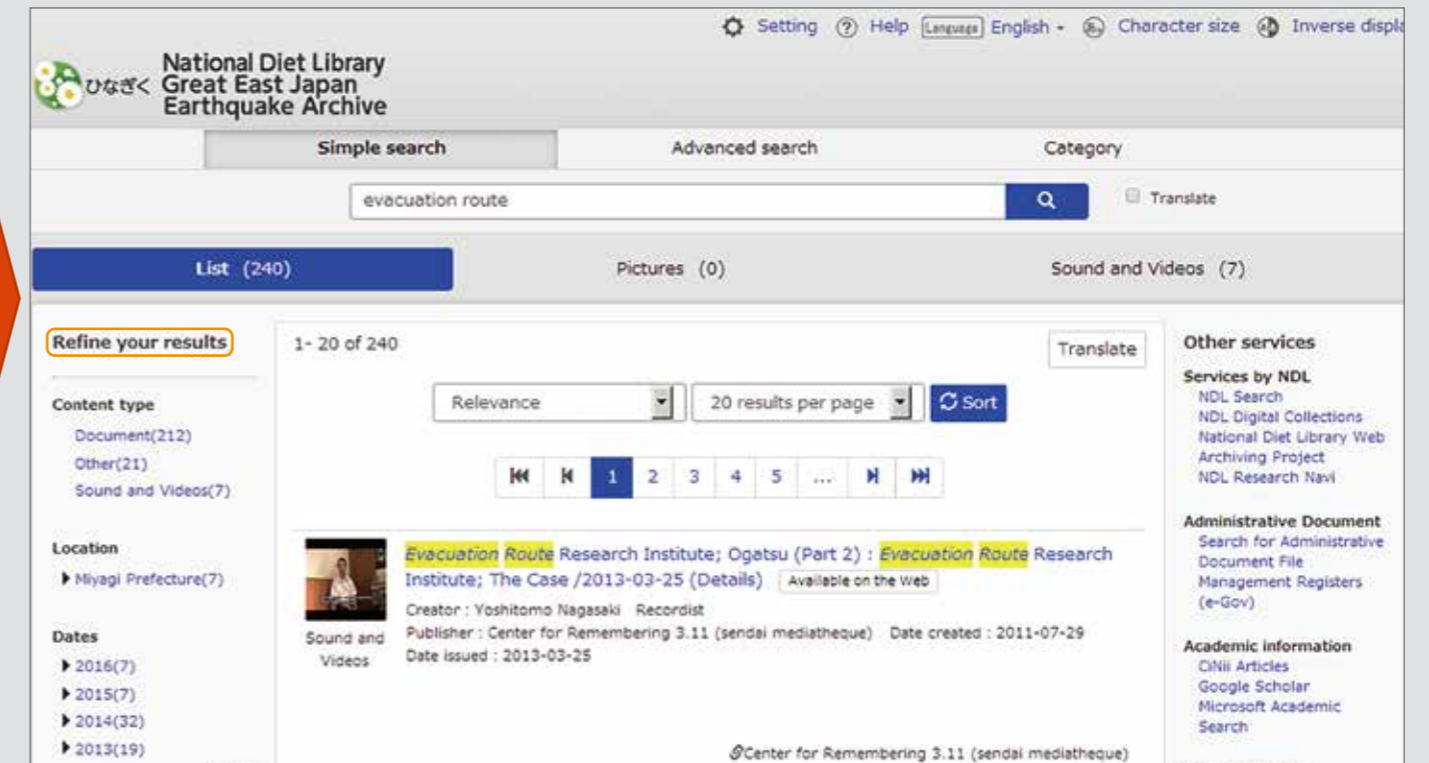 Setting Help Language English Character size Inverse displa
ひなぎく
National Diet Library
Great East Japan
Earthquake Archive
Simple search Advanced search Category
evacuation route Translate
List (240) Pictures (0) Sound and Videos (7)
Refine your results
Content type
Document(212)
Other(21)
Sound and Videos(7)
Location
Miyagi Prefecture(7)
Dates
2016(7)
2015(7)
2014(32)
2013(19)
1- 20 of 240 Translate
Relevance 20 results per page Sort
1 2 3 4 5 ...
Evacuation Route Research Institute; Ogatsu (Part 2) : Evacuation Route Research
Institute; The Case /2013-03-25 (Details) Available on the Web
Creator : Yoshitomo Nagasaki Recordist
Publisher : Center for Remembering 3.11 (sendai mediatheque) Date created : 2011-07-29
Date issued : 2013-03-25
Sound and
Videos
Center for Remembering 3.11 (sendai mediatheque)
Other services
Services by NDL
NDL Search
NDL Digital Collections
National Diet Library Web
Archiving Project
NDL Research Navi
Administrative Document
Search for Administrative
Document File
Management Registers
(e-Gov)
Academic information
CiNii Articles
Google Scholar
Microsoft Academic
Search